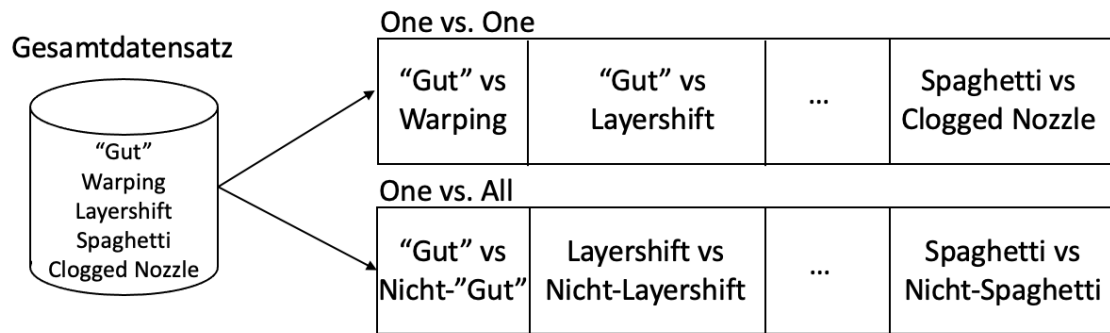 Gesamtdatensatz
“Gut”
Warping
Layershift
Spaghetti
Clogged Nozzle
One vs. One
“Gut” vs
Warping
“Gut” vs
Layershift
...
Spaghetti vs
Clogged Nozzle
One vs. All
“Gut” vs
Nicht-”Gut”
Layershift vs
Nicht-Layershift
...
Spaghetti vs
Nicht-Spaghetti